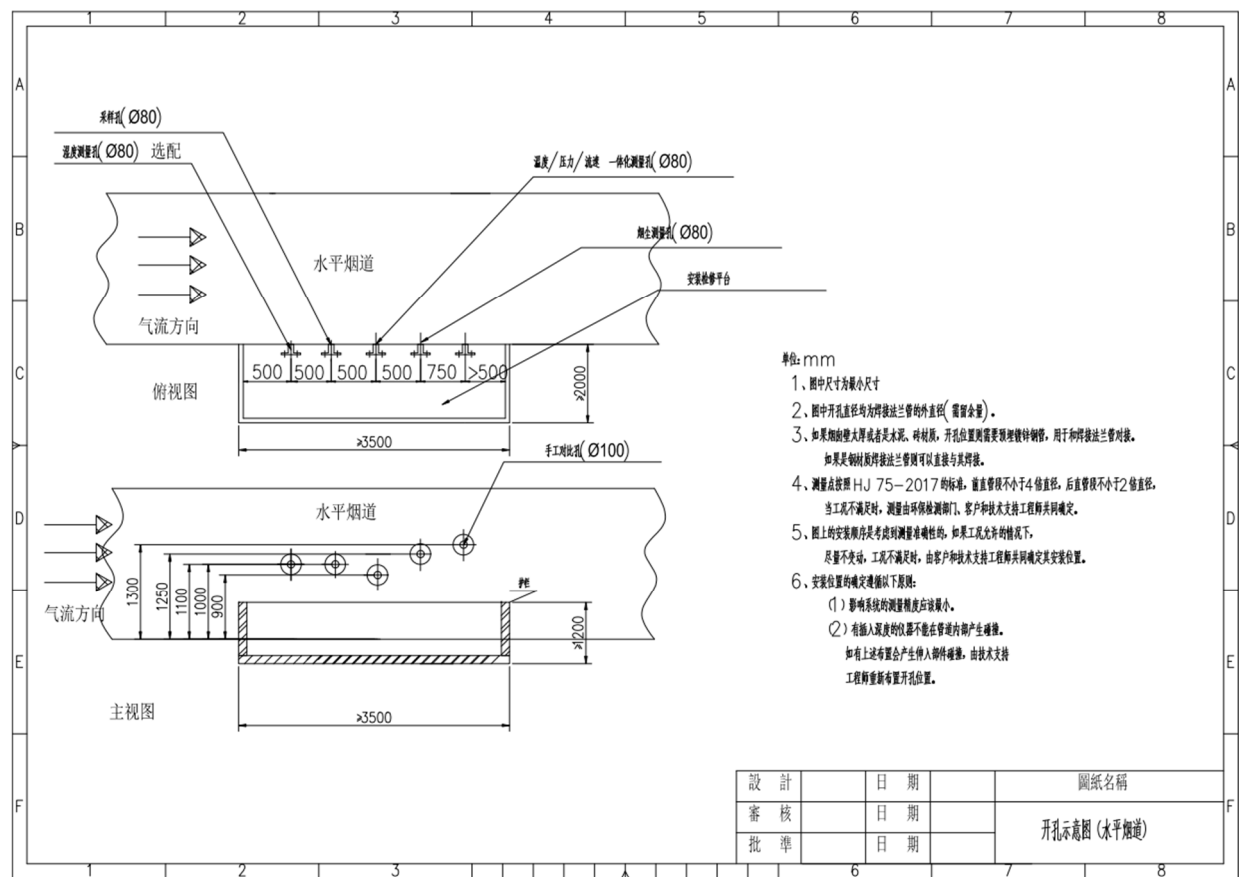 1 2 3 4 5 6 7 8
A A
采样孔(Ø80)
湿度测量孔(Ø80) 选配
温度/压力/流速 一体化测量孔(Ø80)
B B
烟尘测量孔(Ø80)
水平烟道
安装检修平台
气流方向
C C
500 500 500 500 750 >500
≥2000
俯视图
≥3500
手工对比孔(Ø100)
单位:mm
1、图中尺寸为最小尺寸
2、图中开孔直径均为焊接法兰管的外直径(需留余量)。
3、如果烟囱壁太厚或者是水泥、砖材质,开孔位置则需要预埋镀锌钢管,用于和焊接法兰管对接。
如果是钢材质焊接法兰管则可以直接与其焊接。
4、测量点按照HJ 75-2017的标准,前直管段不小于4倍直径,后直管段不小于2倍直径,
当工况不满足时,测量由环保检测部门、客户和技术支持工程师共同确定。
5、图上的安装顺序是考虑到测量准确性的,如果工况允许的情况下,
尽量不变动,工况不满足时,由客户和技术支持工程师共同确定其安装位置。
6、安装位置的确定遵循以下原则:
(1)影响系统的测量精度应该最小。
(2)有插入深度的仪器不能在管道内部产生碰撞。
如有上述布置会产生伸入部件碰撞,由技术支持
工程师重新布置开孔位置。
D D
水平烟道
气流方向
1300 1250 1100 1000 900
护栏
≥1200
E E
主视图
≥3500
設計 日期 圖紙名稱
審核 日期 开孔示意图(水平烟道)
批準 日期
F F
1 2 3 4 5 6 7 8